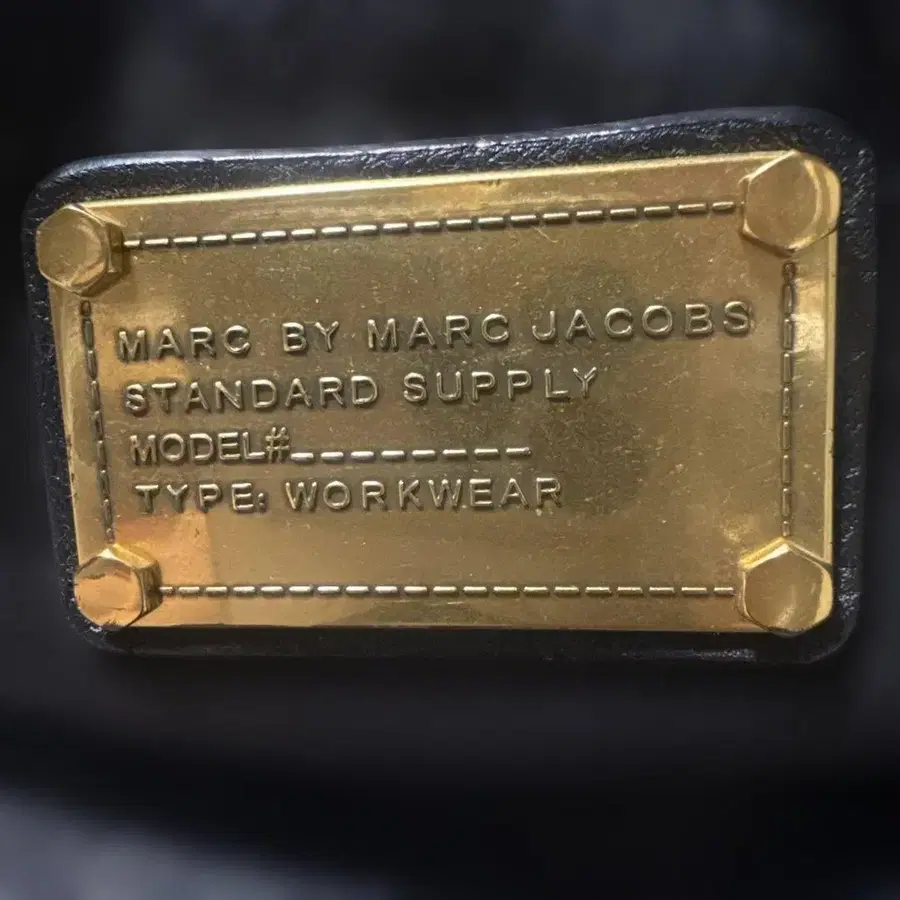 MARC BY MARC JACOBS
STANDARD SUPPLY
MODEL#_________
TYPE: WORKWEAR